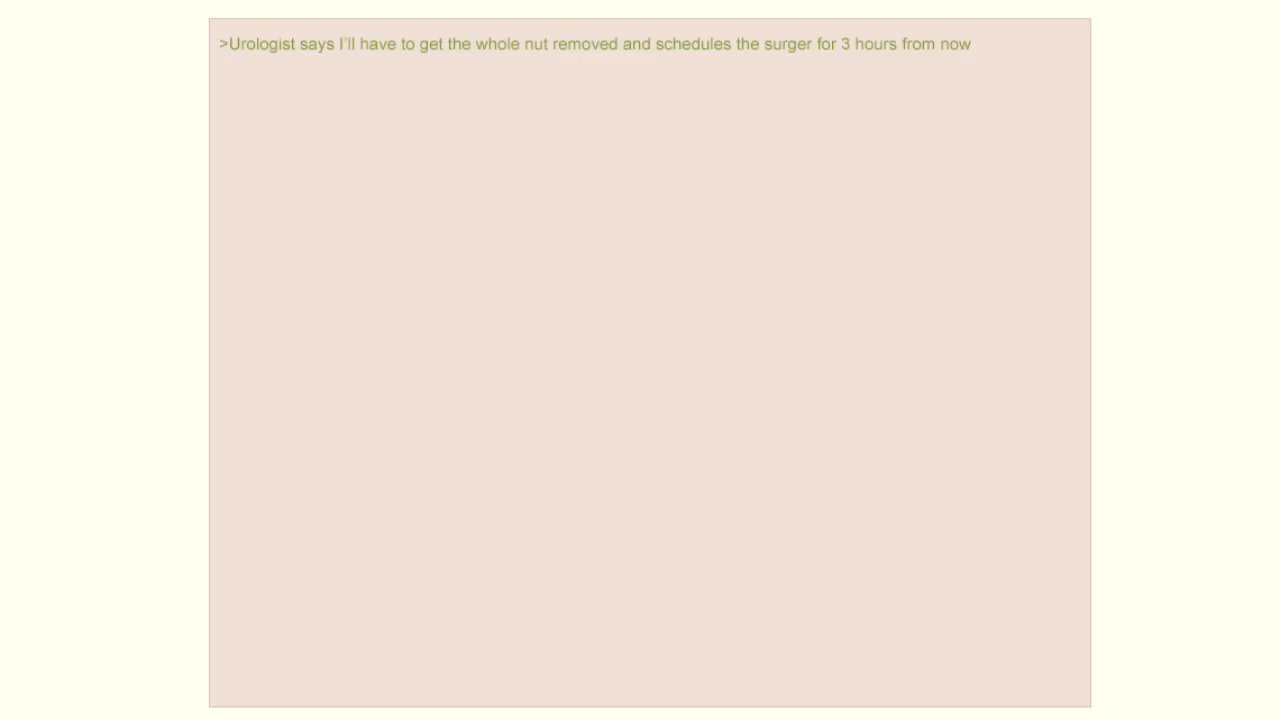 >Urologist says I’ll have to get the whole nut removed and schedules the surger for 3 hours from now